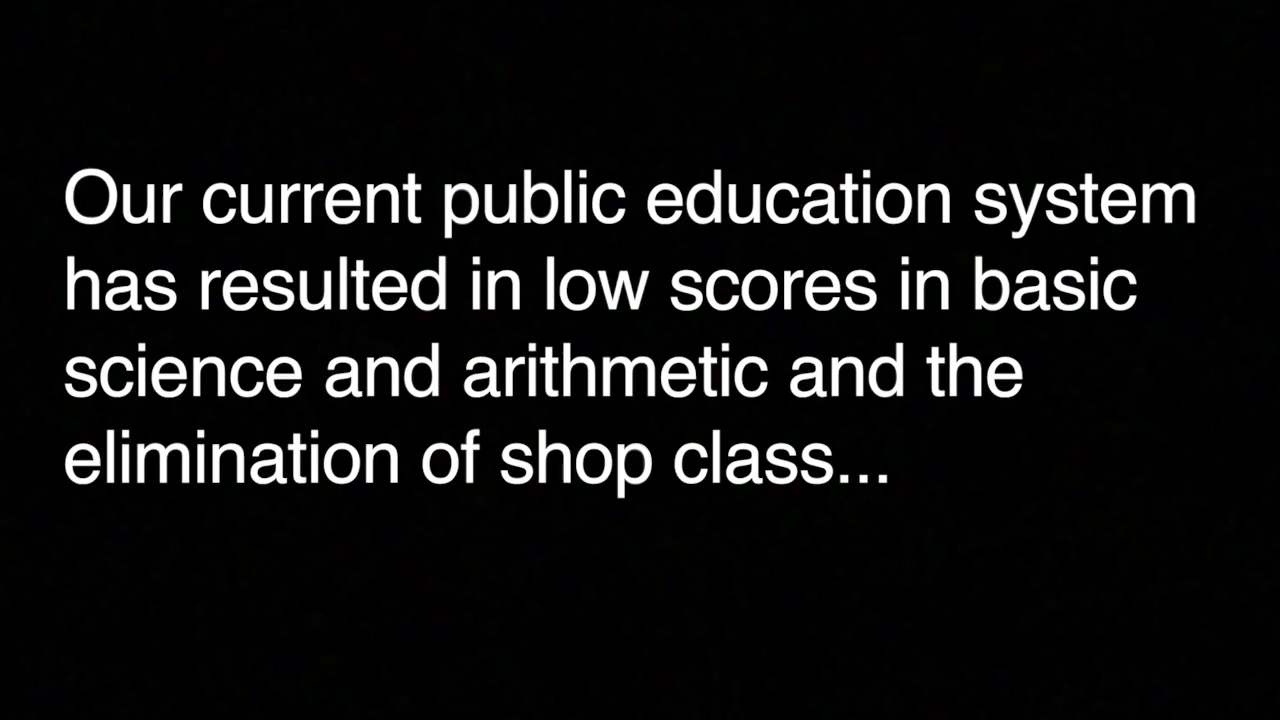 Our current public education system
has resulted in low scores in basic
science and arithmetic and the
elimination of shop class...